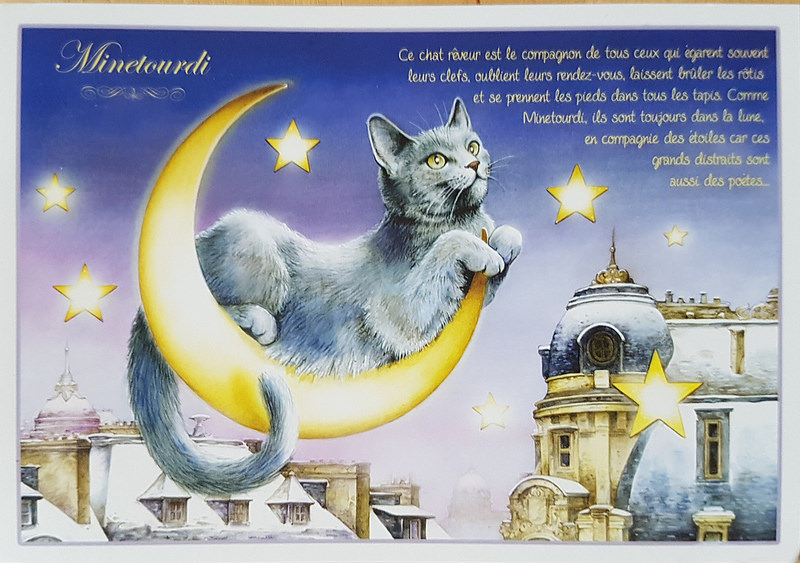 Minetourdi
Ce chat rêveur est le compagnon de tous ceux qui égarent souvent
leurs clefs, oublient leurs rendez-vous, laissent brûler les rôtis
et se prennent les pieds dans tous les tapis. Comme
Minetourdi, ils sont toujours dans la lune,
en compagnie des étoiles car ces
grands distraits sont
aussi des poètes...